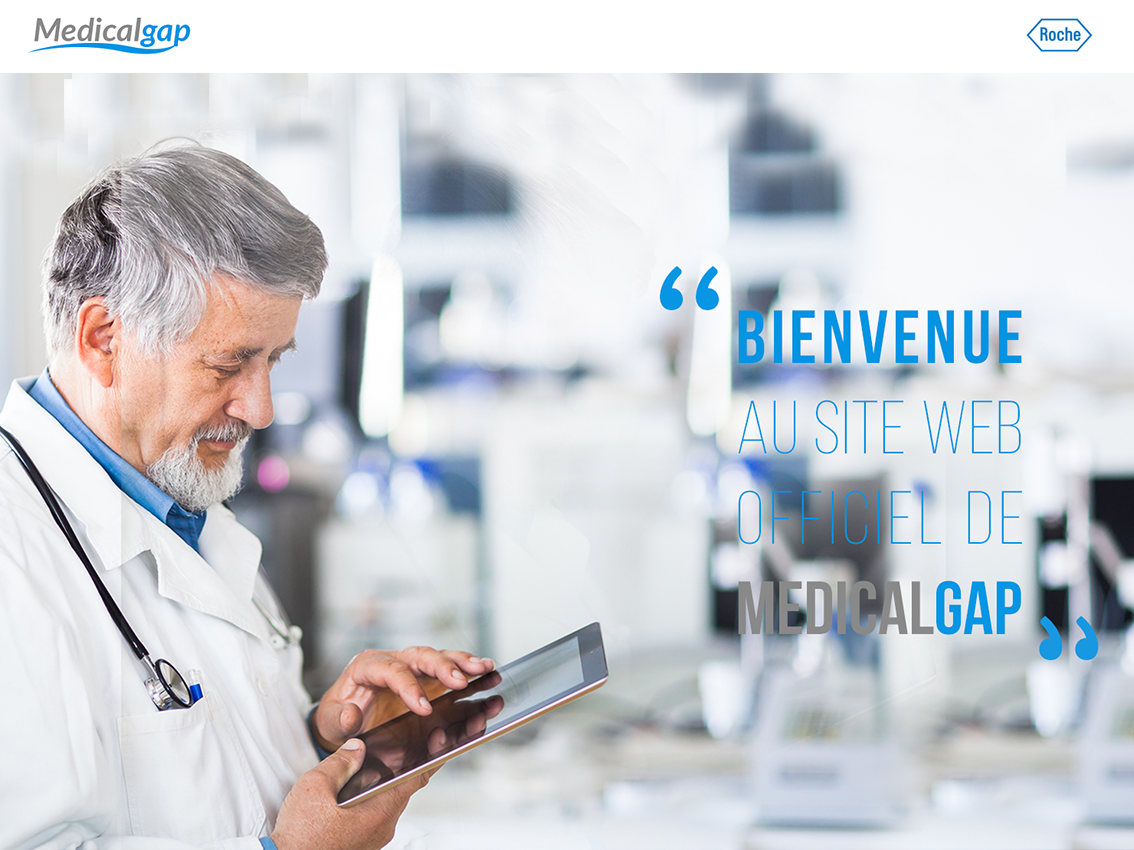 Medicalgap
Roche
“BIENVENUE
AU SITE WEB
OFFICIEL DE
MEDICALGAP”